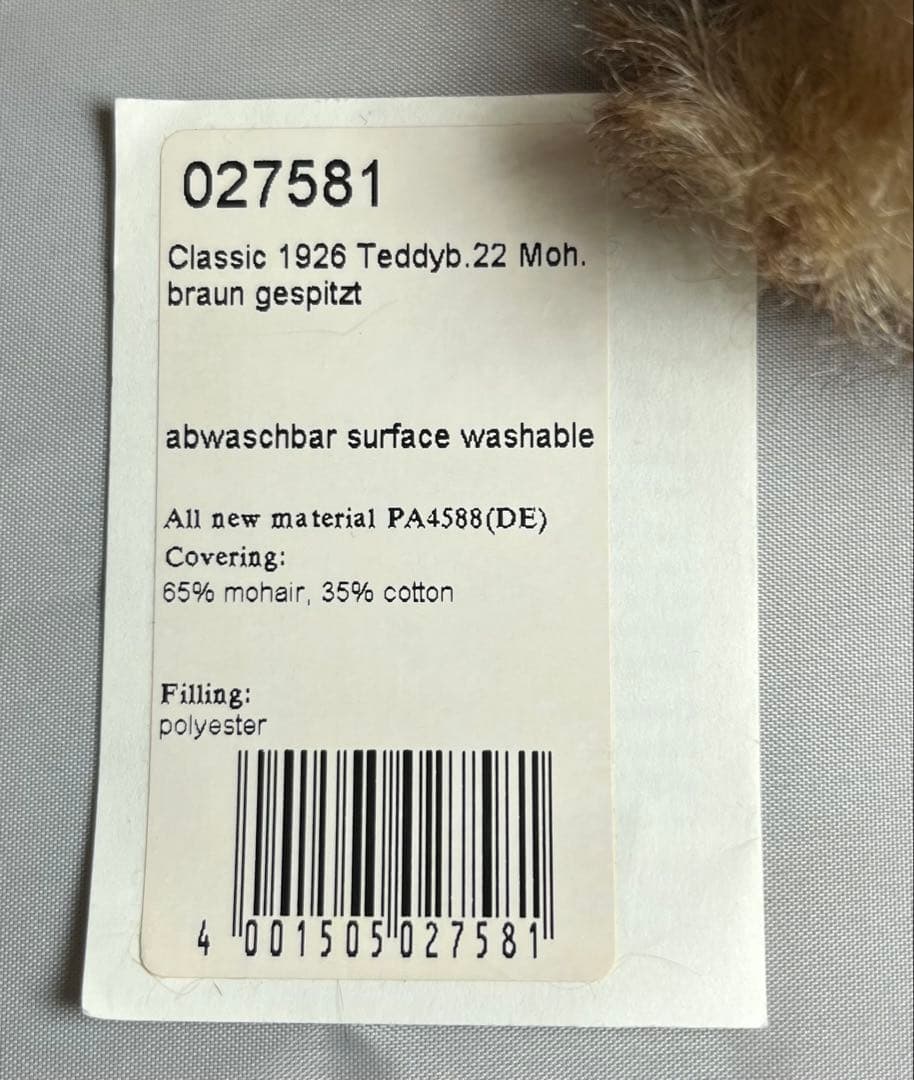 027581
Classic 1926 Teddyb.22 Moh.
braun gespitzt
abwaschbar surface washable
All new material PA4588(DE)
Covering:
65% mohair, 35% cotton
Filling:
polyester
4 001505 027581